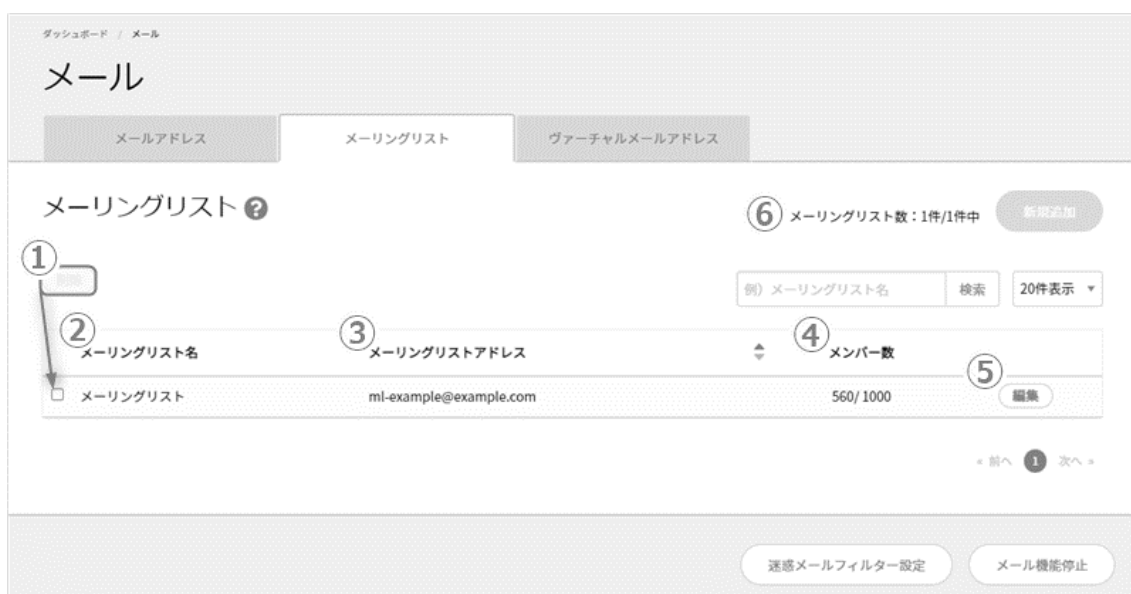 ダッシュボード / メール
メール
メールアドレス メーリングリスト ヴァーチャルメールアドレス
メーリングリスト ?
⑥ メーリングリスト数：1件/1件中 新規追加
①
削除
例）メーリングリスト名 検索 20件表示
② メーリングリスト名 ③ メーリングリストアドレス ④ メンバー数
⑤
メーリングリスト ml-example@example.com 560/ 1000 編集
« 前へ 1 次へ »
迷惑メールフィルター設定 メール機能停止